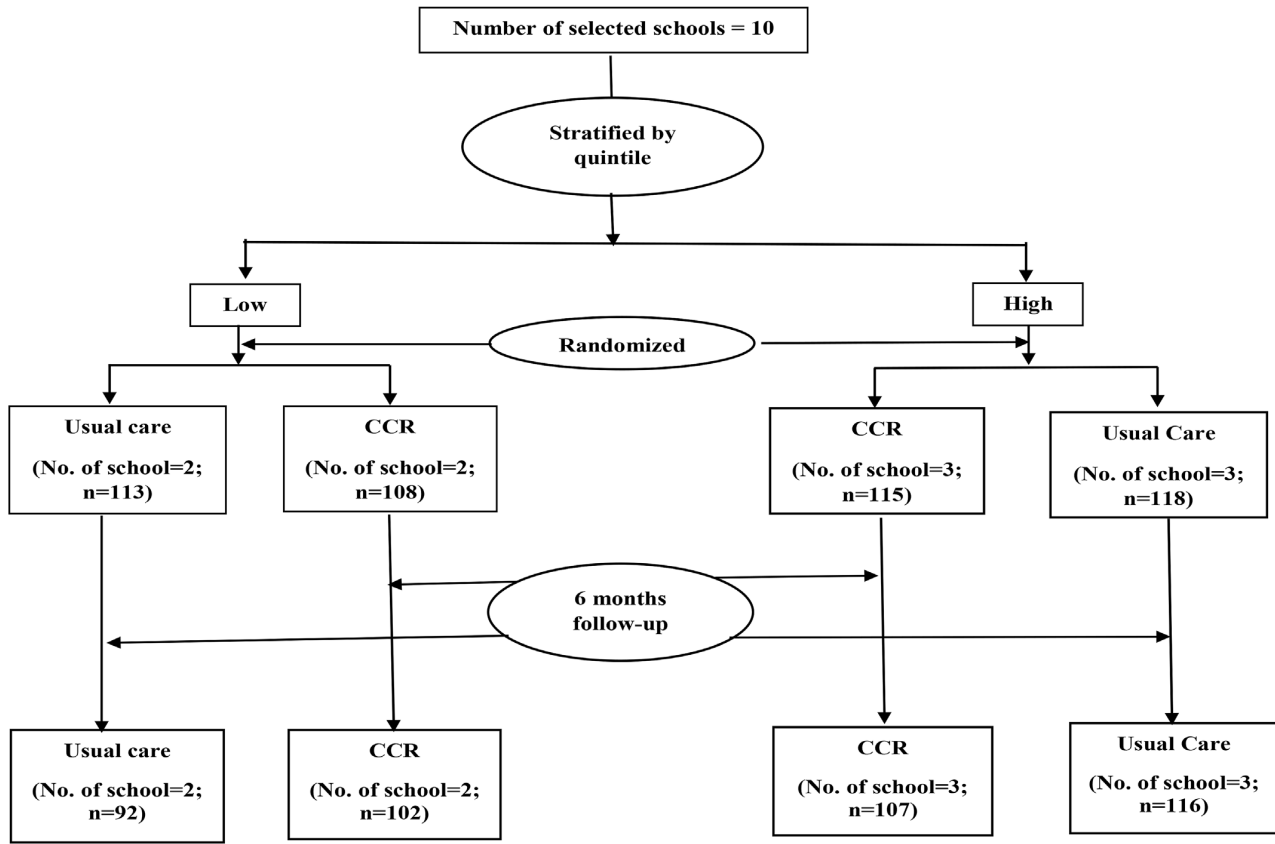 Number of selected schools = 10
Stratified by
quintile
Low
High
Randomized
Usual care
(No. of school=2;
n=113)
CCR
(No. of school=2;
n=108)
CCR
(No. of school=3;
n=115)
Usual Care
(No. of school=3;
n=118)
6 months
follow-up
Usual care
(No. of school=2;
n=92)
CCR
(No. of school=2;
n=102)
CCR
(No. of school=3;
n=107)
Usual Care
(No. of school=3;
n=116)